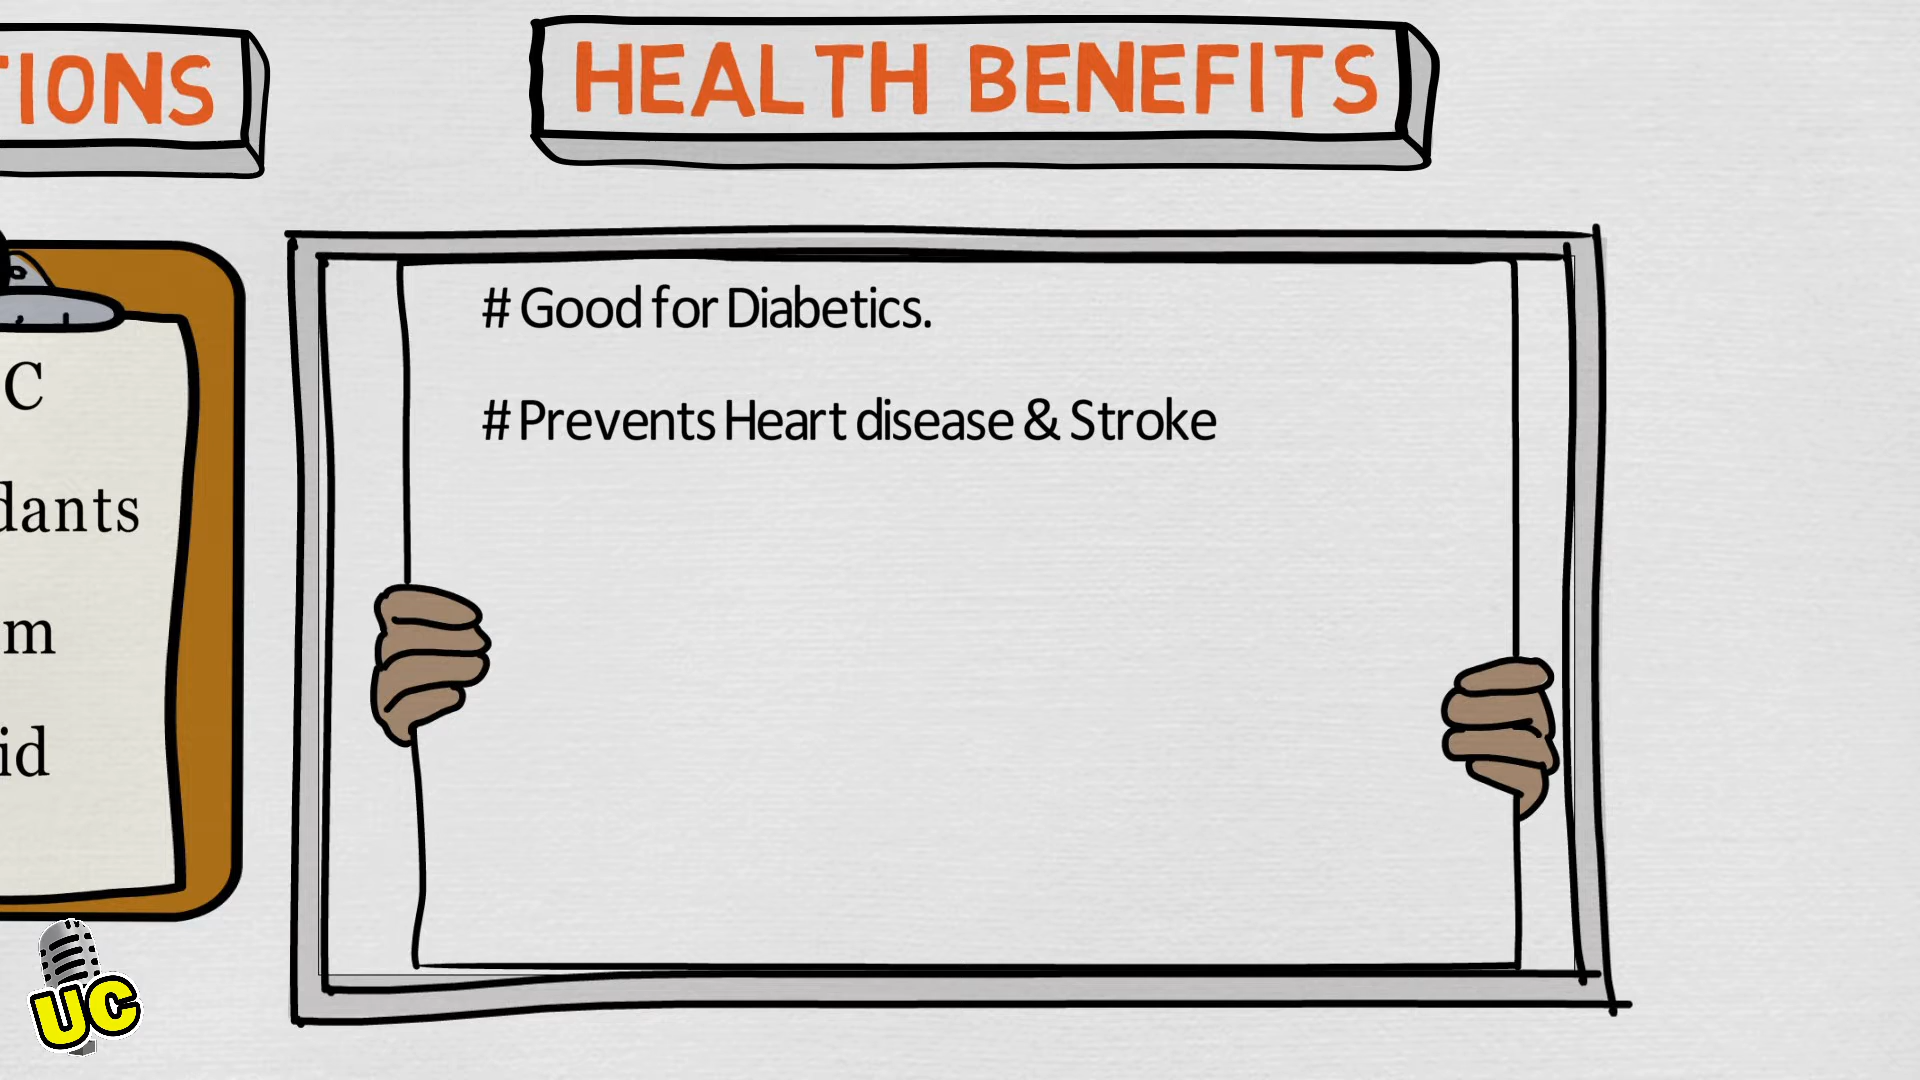 TIONS
HEALTH BENEFITS
C
dants
m
id
# Good for Diabetics.
# Prevents Heart disease & Stroke
UC